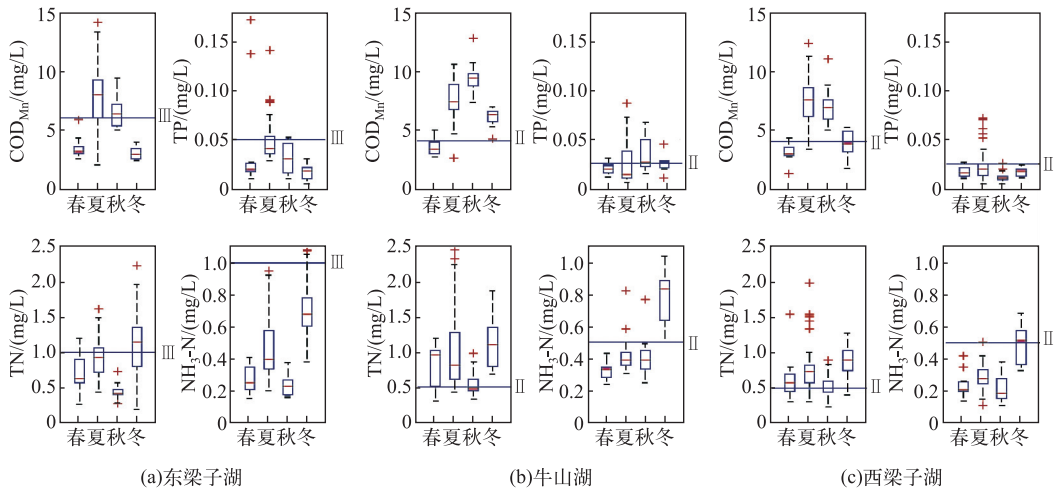 COD_Mn/(mg/L) 15 10 5 0 Ⅲ 春夏秋冬
TP/(mg/L) 0.15 0.10 0.05 0 Ⅲ 春夏秋冬
COD_Mn/(mg/L) 15 10 5 0 Ⅱ 春夏秋冬
TP/(mg/L) 0.15 0.10 0.05 0 Ⅱ 春夏秋冬
COD_Mn/(mg/L) 15 10 5 0 Ⅱ 春夏秋冬
TP/(mg/L) 0.15 0.10 0.05 0 Ⅱ 春夏秋冬
TN/(mg/L) 2.5 2.0 1.5 1.0 0.5 0 Ⅲ 春夏秋冬
NH₃-N/(mg/L) 1.0 0.8 0.6 0.4 0.2 0 Ⅲ 春夏秋冬
TN/(mg/L) 2.5 2.0 1.5 1.0 0.5 0 Ⅱ 春夏秋冬
NH₃-N/(mg/L) 1.0 0.8 0.6 0.4 0.2 0 Ⅱ 春夏秋冬
TN/(mg/L) 2.5 2.0 1.5 1.0 0.5 0 Ⅱ 春夏秋冬
NH₃-N/(mg/L) 1.0 0.8 0.6 0.4 0.2 0 Ⅱ 春夏秋冬
(a)东梁子湖
(b)牛山湖
(c)西梁子湖